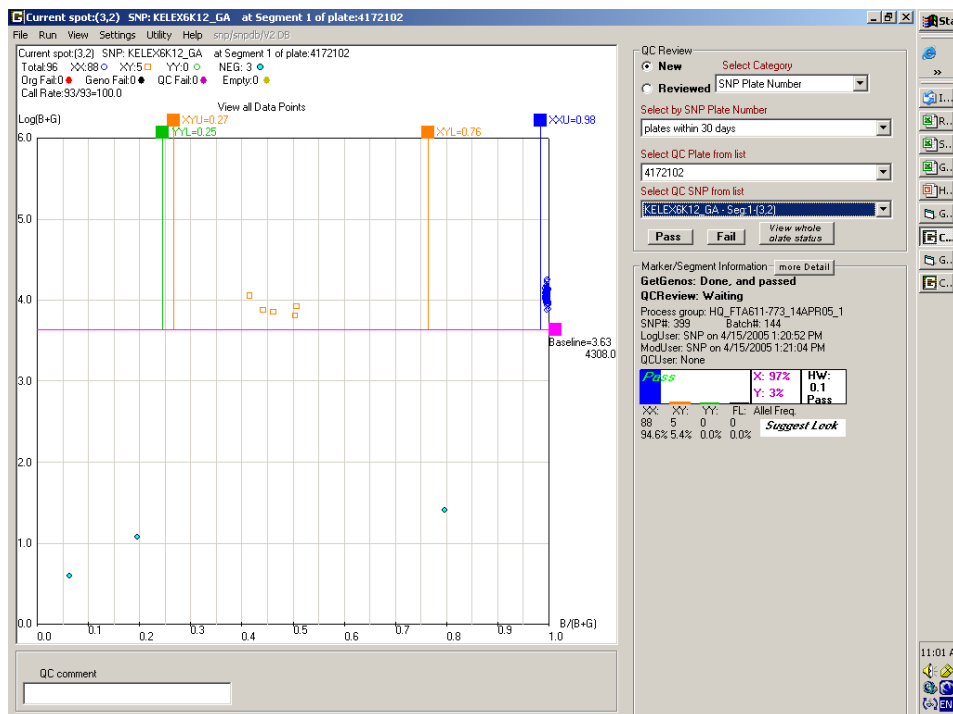 Current spot:(3,2) SNP: KELEX6K12_GA at Segment 1 of plate:4172102
File Run View Settings Utility Help snp/snpdb/V2 DB
Current spot:(3,2) SNP: KELEX6K12_GA at Segment 1 of plate:4172102
Total:96 XX:88 XY:5 YY:0 NEG: 3
Org Fail:0 Geno Fail:0 QC Fail:0 Empty:0
Call Rate:93/93=100.0
View all Data Points
Log(B+G)
XYU=0.27
YYL=0.25
XYL=0.76
XXU=0.98
6.0
5.0
4.0
3.0
2.0
1.0
0.0
Baseline=3.63
4308.0
B/(B+G)
0.0 0.1 0.2 0.3 0.4 0.5 0.6 0.7 0.8 0.9 1.0
QC comment
QC Review
New
Reviewed
Select Category
SNP Plate Number
Select by SNP Plate Number
plates within 30 days
Select QC Plate from list
4172102
Select QC SNP from list
KELEX6K12_GA - Seg:1-(3,2)
Pass Fail View whole
plate status
Marker/Segment Information more Detail
GetGenos: Done, and passed
QCReview: Waiting
Process group: HQ_FTA611-773_14APR05_1
SNP#: 399 Batch#: 144
LogUser: SNP on 4/15/2005 1:20:52 PM
ModUser: SNP on 4/15/2005 1:21:04 PM
QCUser: None
Pass X: 97% HW:
Y: 3% 0.1
Pass
XX: XY: YY: FL: Allel Freq.
88 5 0 0 Suggest Look
94.6% 5.4% 0.0% 0.0%
Sta
»
I...
R...
S...
G...
H...
G...
C...
G...
C...
11:01 A
EN